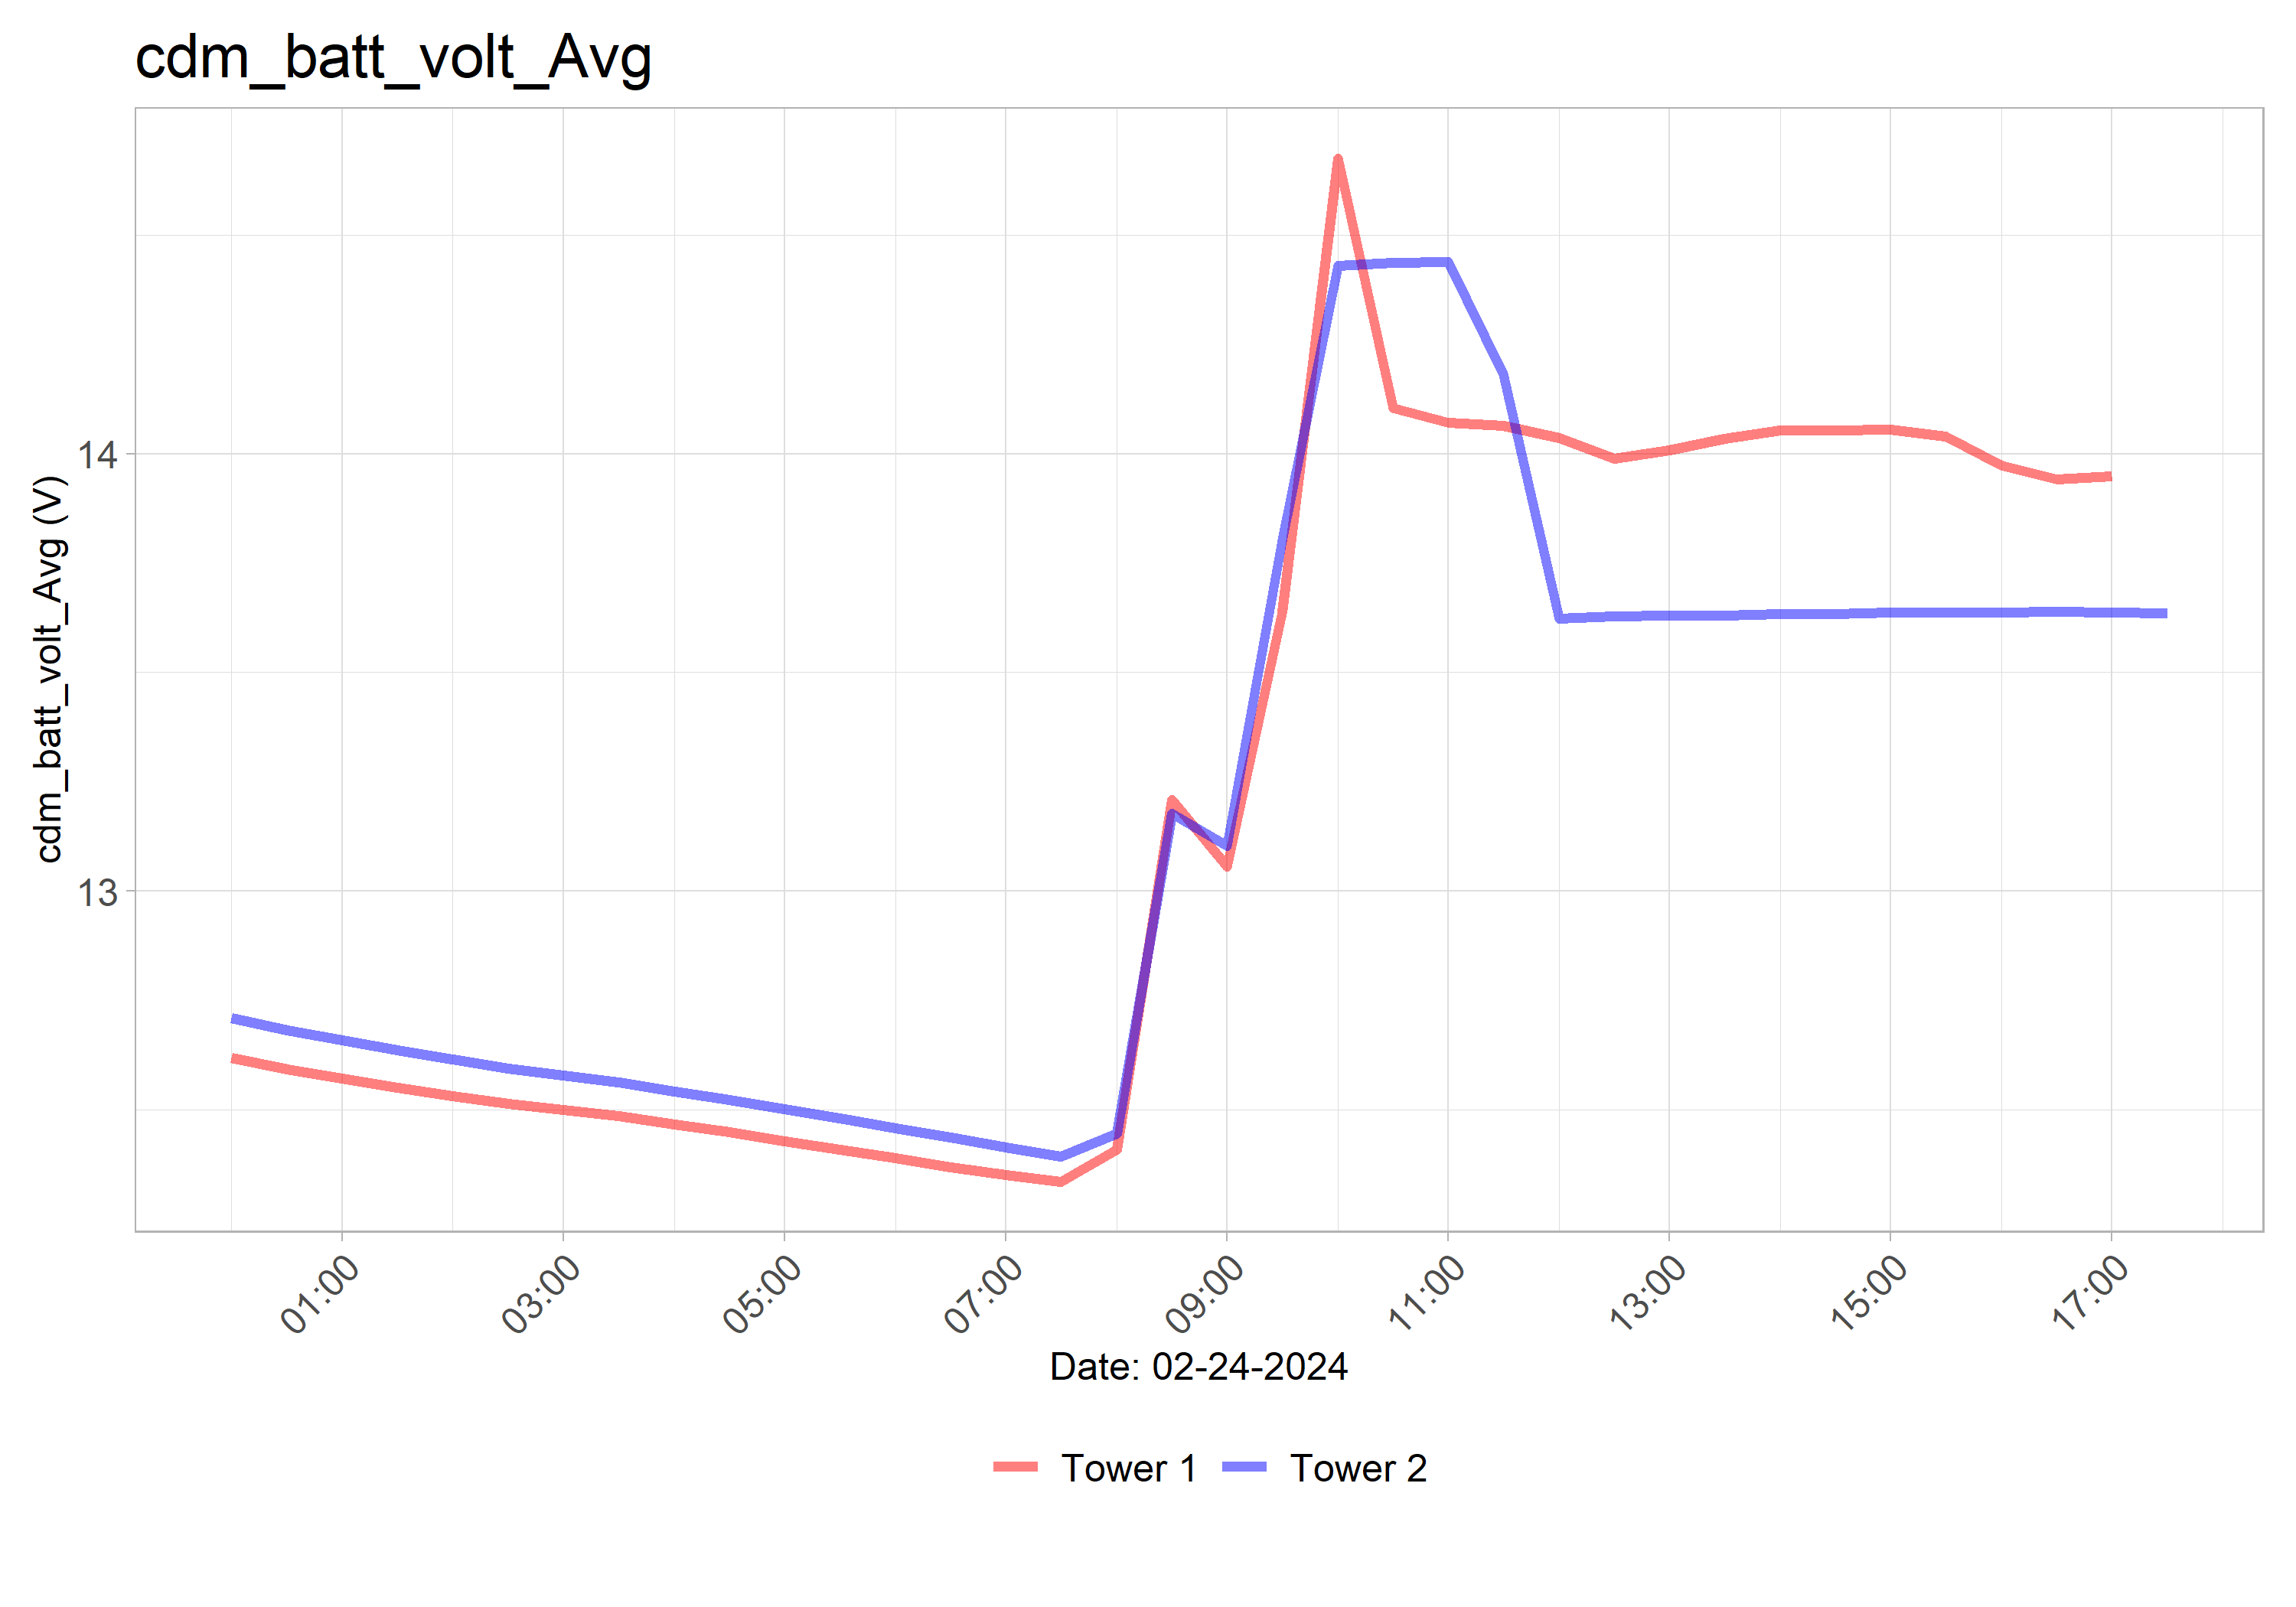 cdm_batt_volt_Avg
cdm_batt_volt_Avg (V)
14
13
01:00
03:00
05:00
07:00
09:00
11:00
13:00
15:00
17:00
Date: 02-24-2024
Tower 1
Tower 2